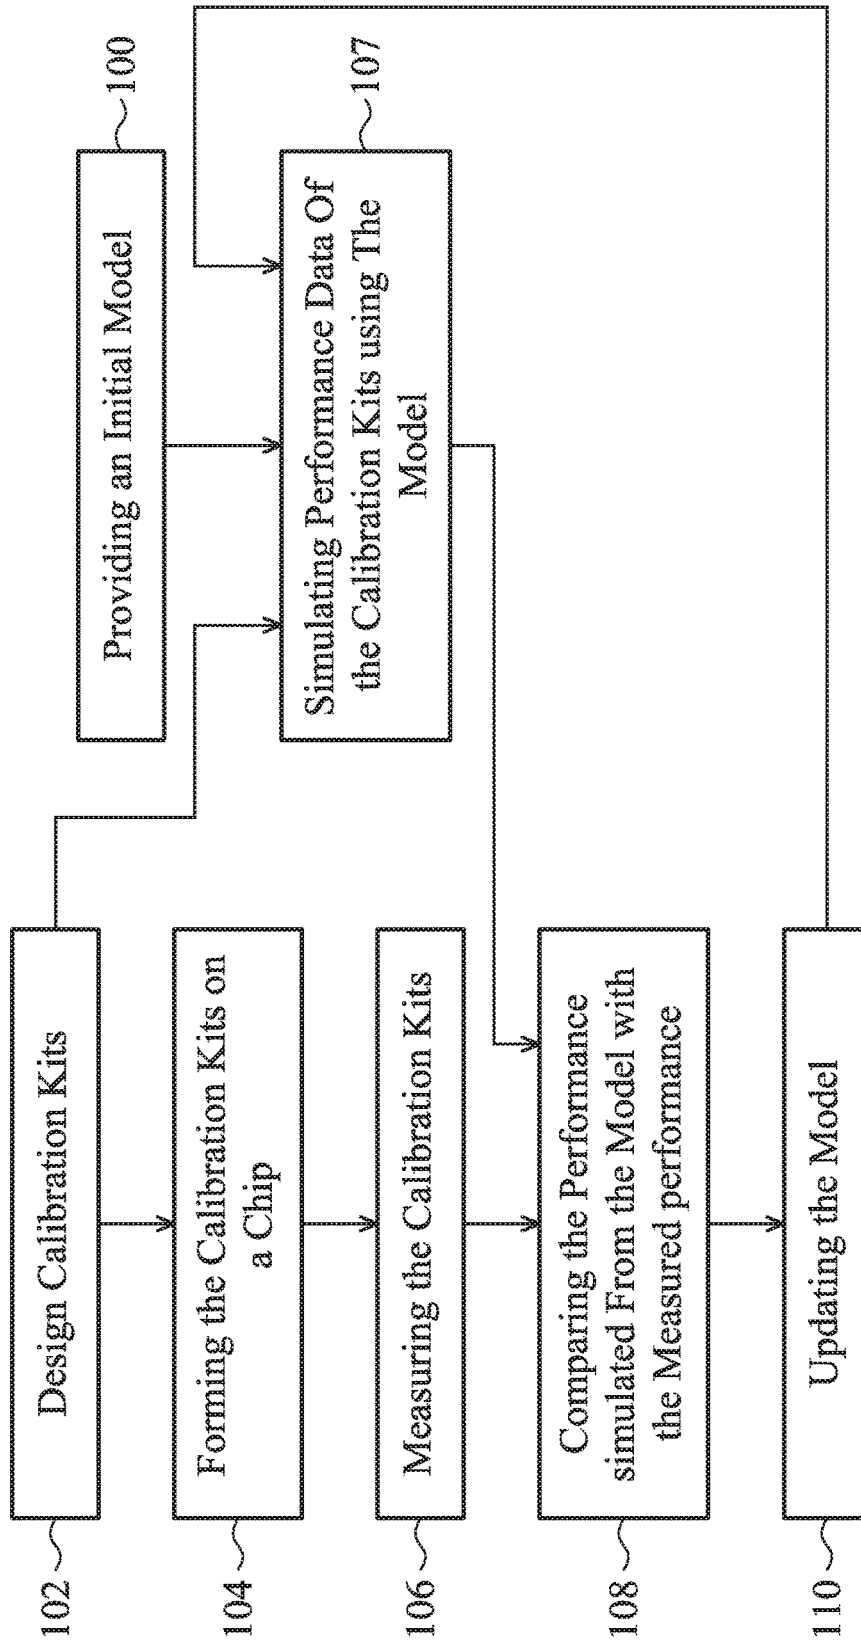 102
Design Calibration Kits
104
Forming the Calibration Kits on
a Chip
106
Measuring the Calibration Kits
108
Comparing the Performance
simulated From the Model with
the Measured performance
110
Updating the Model
Providing an Initial Model
100
Simulating Performance Data Of
the Calibration Kits using The
Model
107